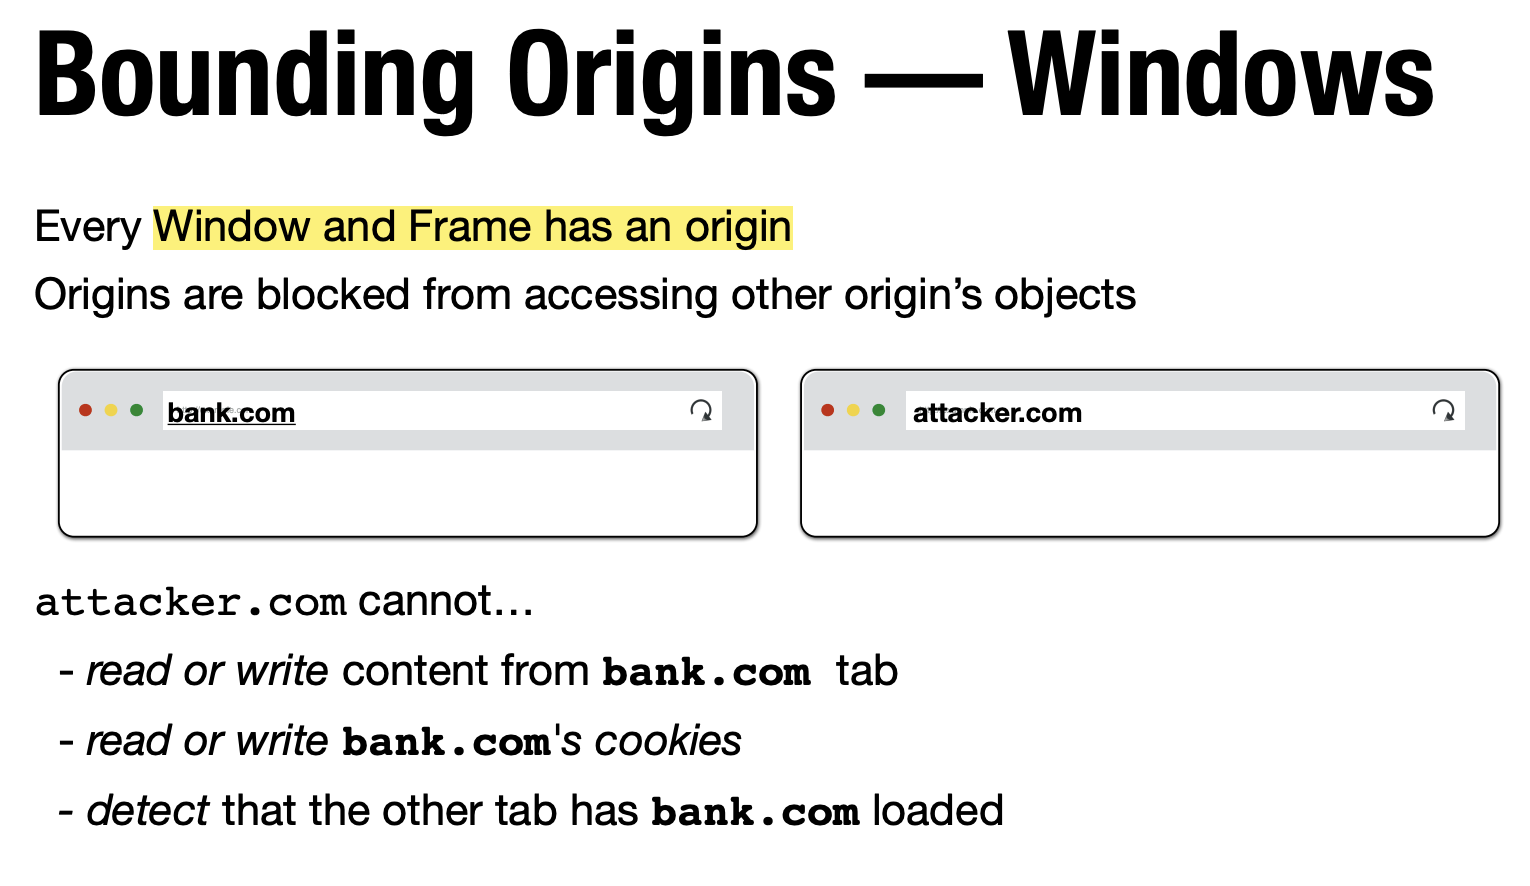 Bounding Origins — Windows
Every Window and Frame has an origin
Origins are blocked from accessing other origin’s objects
bank.com
attacker.com
attacker.com cannot…
- read or write content from bank.com tab
- read or write bank.com's cookies
- detect that the other tab has bank.com loaded